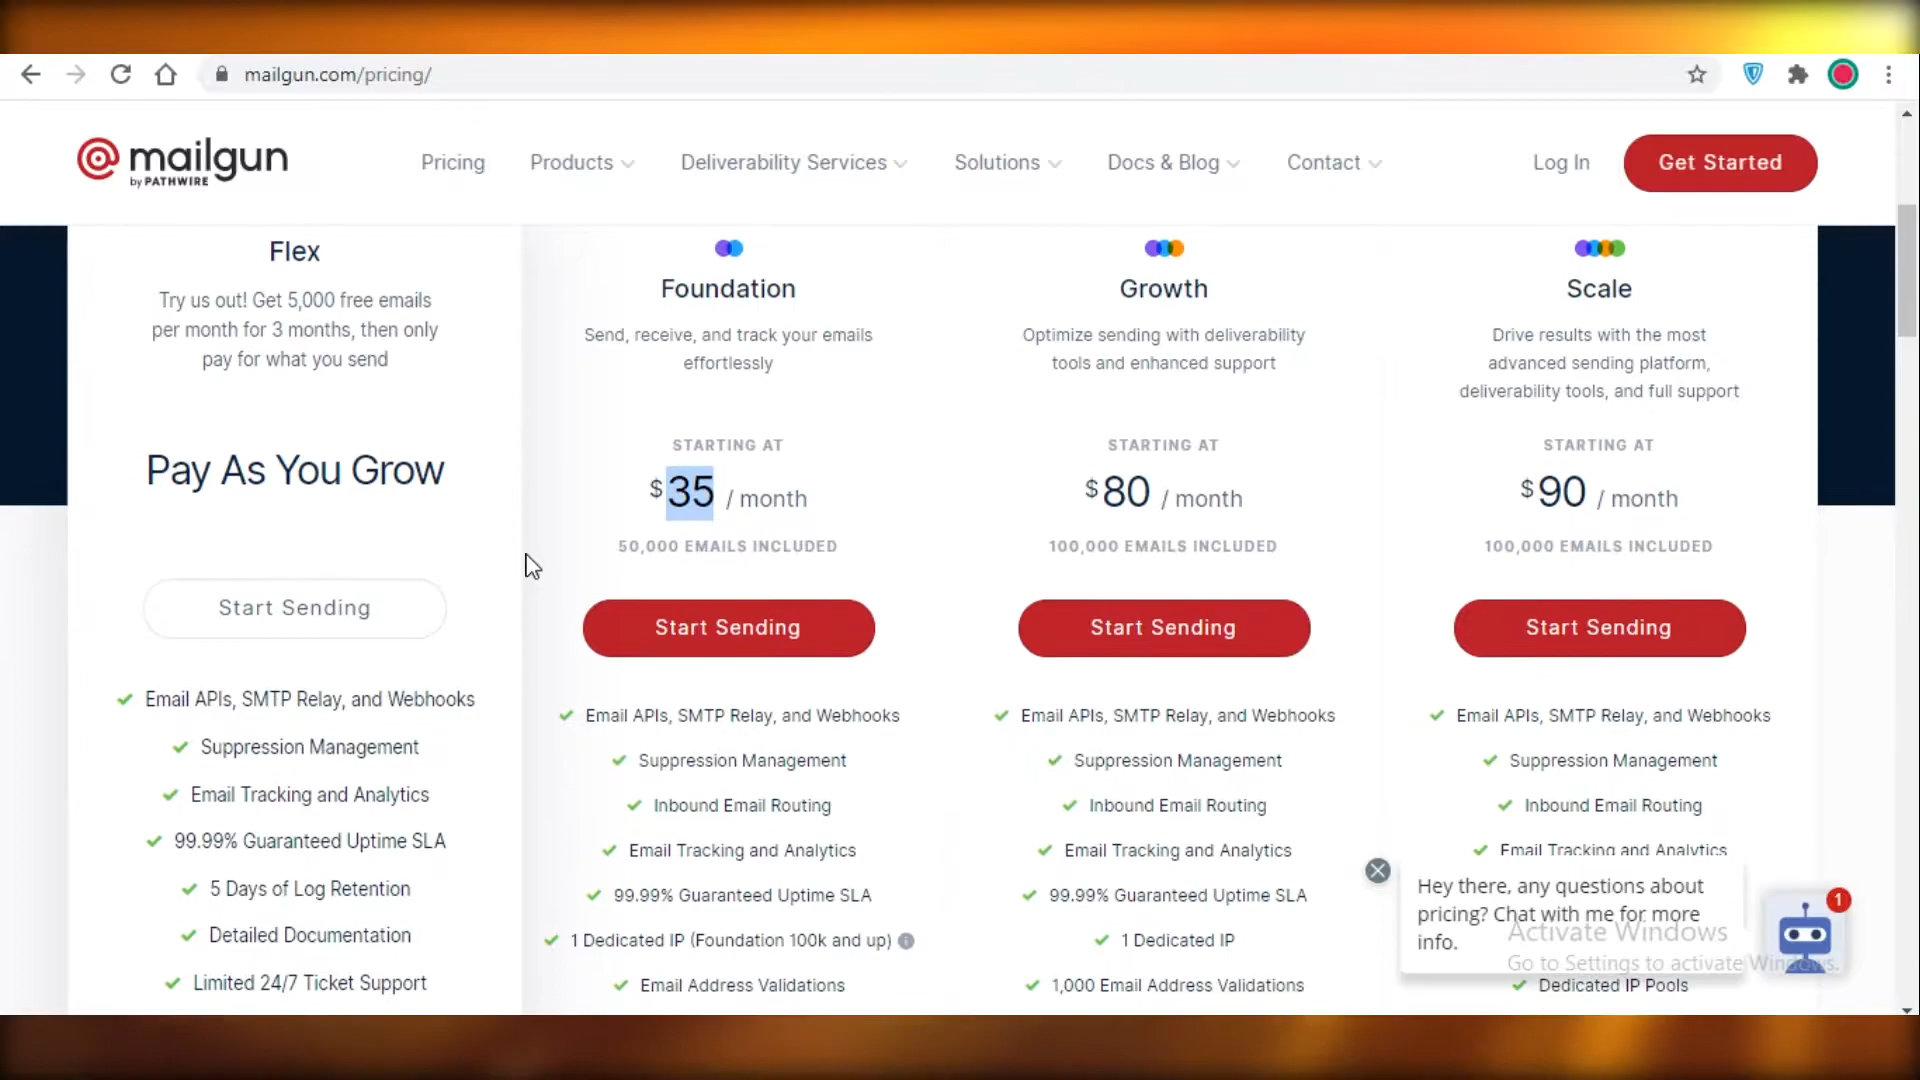 mailgun.com/pricing/
mailgun
by PATHWIRE
Pricing
Products
Deliverability Services
Solutions
Docs & Blog
Contact
Log In
Get Started
Flex
Try us out! Get 5,000 free emails
per month for 3 months, then only
pay for what you send
Pay As You Grow
Start Sending
Email APIs, SMTP Relay, and Webhooks
Suppression Management
Email Tracking and Analytics
99.99% Guaranteed Uptime SLA
5 Days of Log Retention
Detailed Documentation
Limited 24/7 Ticket Support
Foundation
Send, receive, and track your emails
effortlessly
STARTING AT
$35 / month
50,000 EMAILS INCLUDED
Start Sending
Email APIs, SMTP Relay, and Webhooks
Suppression Management
Inbound Email Routing
Email Tracking and Analytics
99.99% Guaranteed Uptime SLA
1 Dedicated IP (Foundation 100k and up)
Email Address Validations
Growth
Optimize sending with deliverability
tools and enhanced support
STARTING AT
$80 / month
100,000 EMAILS INCLUDED
Start Sending
Email APIs, SMTP Relay, and Webhooks
Suppression Management
Inbound Email Routing
Email Tracking and Analytics
99.99% Guaranteed Uptime SLA
1 Dedicated IP
1,000 Email Address Validations
Scale
Drive results with the most
advanced sending platform,
deliverability tools, and full support
STARTING AT
$90 / month
100,000 EMAILS INCLUDED
Start Sending
Email APIs, SMTP Relay, and Webhooks
Suppression Management
Inbound Email Routing
Email Tracking and Analytics
Dedicated IP Pools
Hey there, any questions about
pricing? Chat with me for more
info.
1
Activate Windows
Go to Settings to activate Windows.